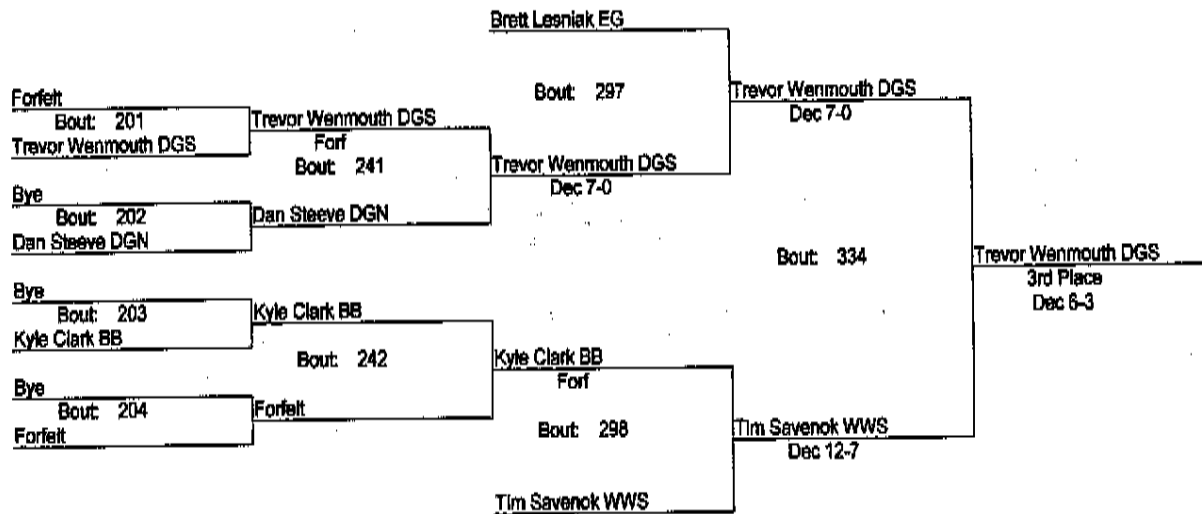 Brett Lesniak EG
Bout: 297
Trevor Wenmouth DGS
Dec 7-0
Forfeit
Bout: 201
Trevor Wenmouth DGS
Trevor Wenmouth DGS
Forf
Bout: 241
Trevor Wenmouth DGS
Dec 7-0
Bye
Bout: 202
Dan Steeve DGN
Dan Steeve DGN
Bout: 334
Trevor Wenmouth DGS
3rd Place
Dec 6-3
Bye
Bout: 203
Kyle Clark BB
Kyle Clark BB
Bout: 242
Kyle Clark BB
Forf
Bye
Bout: 204
Forfeit
Forfeit
Bout: 298
Tim Savenok WWS
Dec 12-7
Tim Savenok WWS